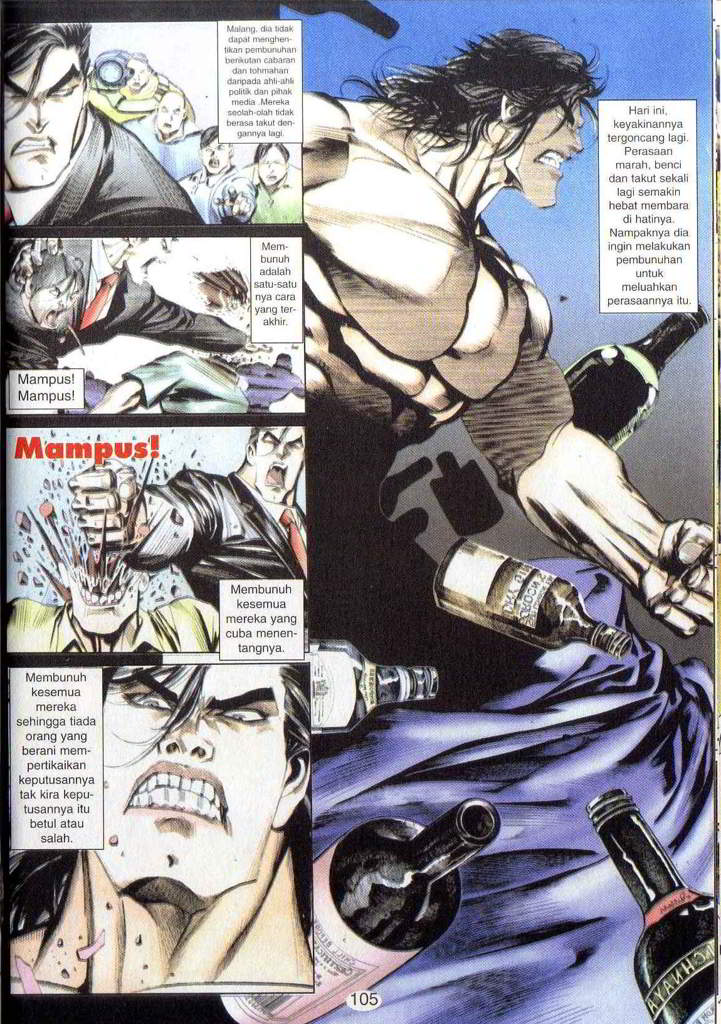 Malang, dia tidak
dapat menghen-
tikan pembunuhan
berikutan cabaran
dan tohmahan
daripada ahli-ahli
politik dan pihak
media .Mereka
seolah-olah tidak
berasa takut den-
gannya lagi.
Hari ini,
keyakinannya
tergoncang lagi.
Perasaan
marah, benci
dan takut sekali
lagi semakin
hebat membara
di hatinya.
Nampaknya dia
ingin melakukan
pembunuhan
untuk
meluahkan
perasaannya itu.
Mem-
bunuh
adalah
satu-satu
nya cara
yang ter-
akhir.
Mampus!
Mampus!
Mampus!
Membunuh
kesemua
mereka yang
cuba menen-
tangnya.
Membunuh
kesemua
mereka
sehingga tiada
orang yang
berani mem-
pertikaikan
keputusannya
tak kira kepu-
tusannya itu
betul atau
salah.
105